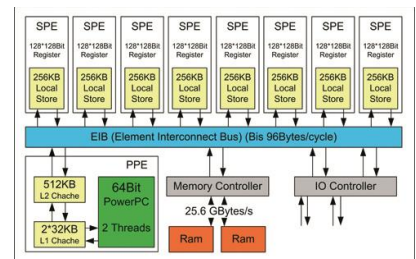 SPE SPE SPE SPE SPE SPE SPE SPE
128*128Bit 128*128Bit 128*128Bit 128*128Bit 128*128Bit 128*128Bit 128*128Bit 128*128Bit
Register Register Register Register Register Register Register Register
256KB 256KB 256KB 256KB 256KB 256KB 256KB 256KB
Local Local Local Local Local Local Local Local
Store Store Store Store Store Store Store Store
EIB (Element Interconnect Bus) (Bis 96Bytes/cycle)
PPE
512KB
L2 Chache
2*32KB
L1 Chache
64Bit
PowerPC
2 Threads
Memory Controller
25.6 GBytes/s
Ram Ram
IO Controller